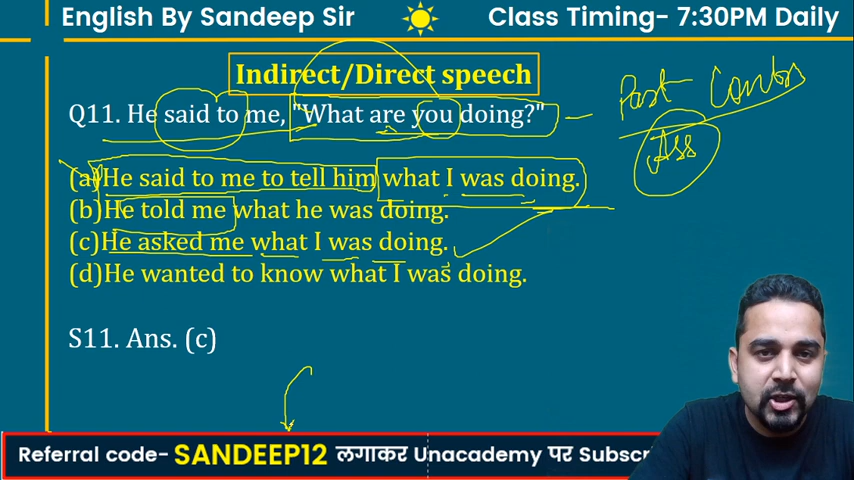 English By Sandeep Sir
Class Timing- 7:30PM Daily
Indirect/Direct speech
Q11. He said to me, "What are you doing?"
Past Contns
Ass
(a) He said to me to tell him what I was doing.
(b) He told me what he was doing.
(c) He asked me what I was doing.
(d) He wanted to know what I was doing.
S11. Ans. (c)
Referral code- SANDEEP12 लगाकर Unacademy पर Subscr